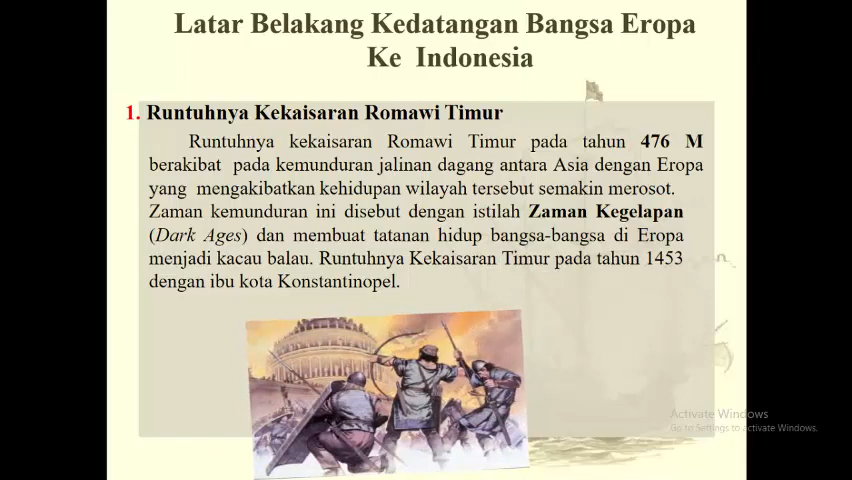 Latar Belakang Kedatangan Bangsa Eropa
Ke Indonesia
1. Runtuhnya Kekaisaran Romawi Timur
Runtuhnya kekaisaran Romawi Timur pada tahun 476 M
berakibat pada kemunduran jalinan dagang antara Asia dengan Eropa
yang mengakibatkan kehidupan wilayah tersebut semakin merosot.
Zaman kemunduran ini disebut dengan istilah Zaman Kegelapan
(Dark Ages) dan membuat tatanan hidup bangsa-bangsa di Eropa
menjadi kacau balau. Runtuhnya Kekaisaran Timur pada tahun 1453
dengan ibu kota Konstantinopel.
Activate Windows
Go to Settings to activate Windows.